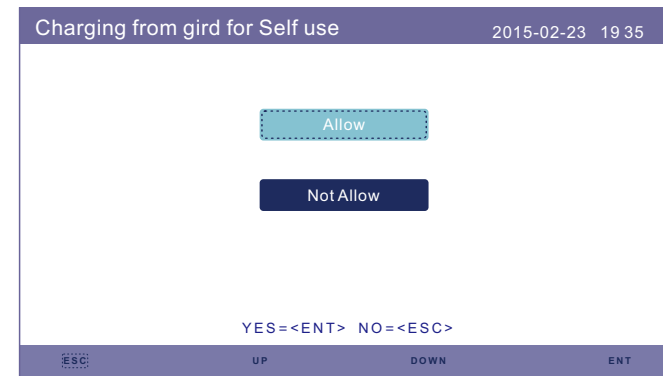 Charging from gird for Self use 2015-02-23 19 35
Allow
Not Allow
YES=<ENT> NO=<ESC>
ESC UP DOWN ENT